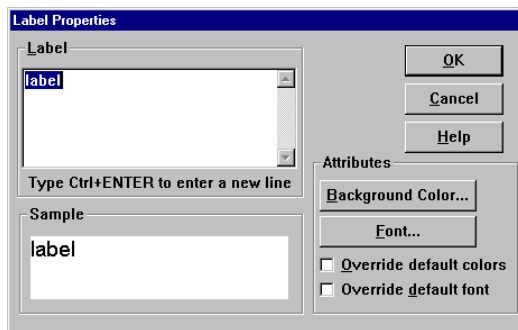 Label Properties
Label
label
Type Ctrl+ENTER to enter a new line
Sample
label
OK
Cancel
Help
Attributes
Background Color...
Font...
Override default colors
Override default font